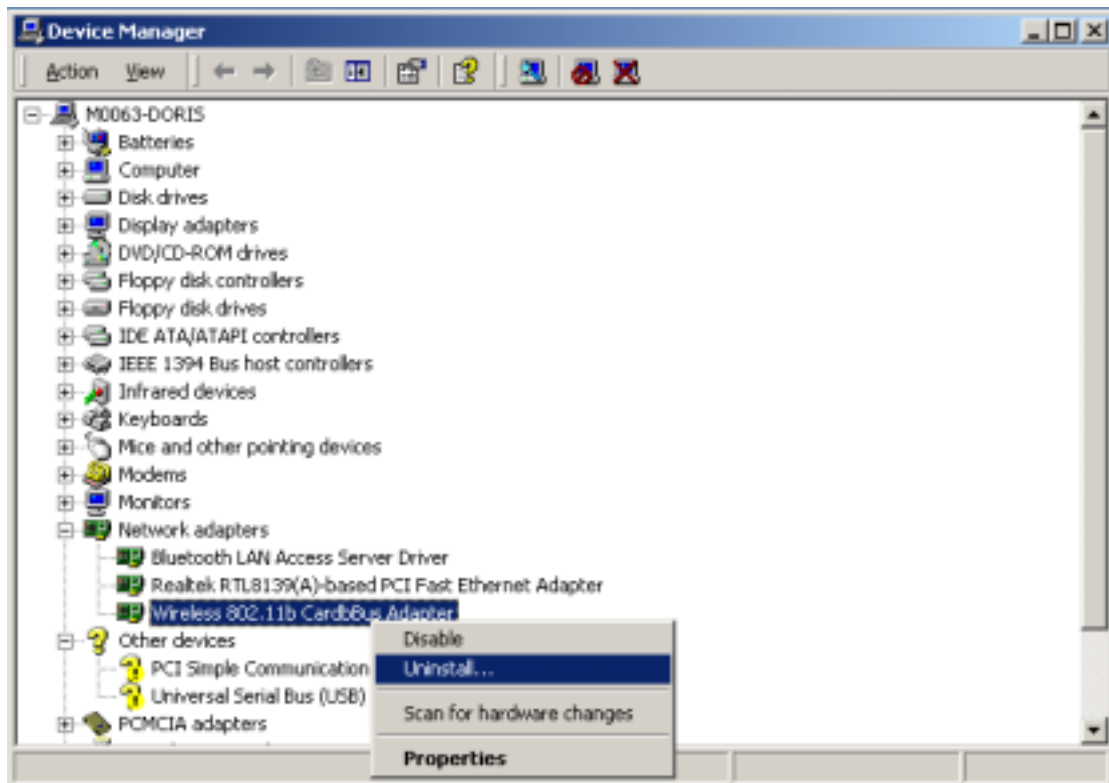 Device Manager
Action View
M0063-DORIS
Batteries
Computer
Disk drives
Display adapters
DVD/CD-ROM drives
Floppy disk controllers
Floppy disk drives
IDE ATA/ATAPI controllers
IEEE 1394 Bus host controllers
Infrared devices
Keyboards
Mice and other pointing devices
Modems
Monitors
Network adapters
Bluetooth LAN Access Server Driver
Realtek RTL8139(A)-based PCI Fast Ethernet Adapter
Wireless 802.11b CardbBus Adapter
Other devices
PCI Simple Communication
Universal Serial Bus (USB)
PCMCIA adapters
Disable
Uninstall...
Scan for hardware changes
Properties